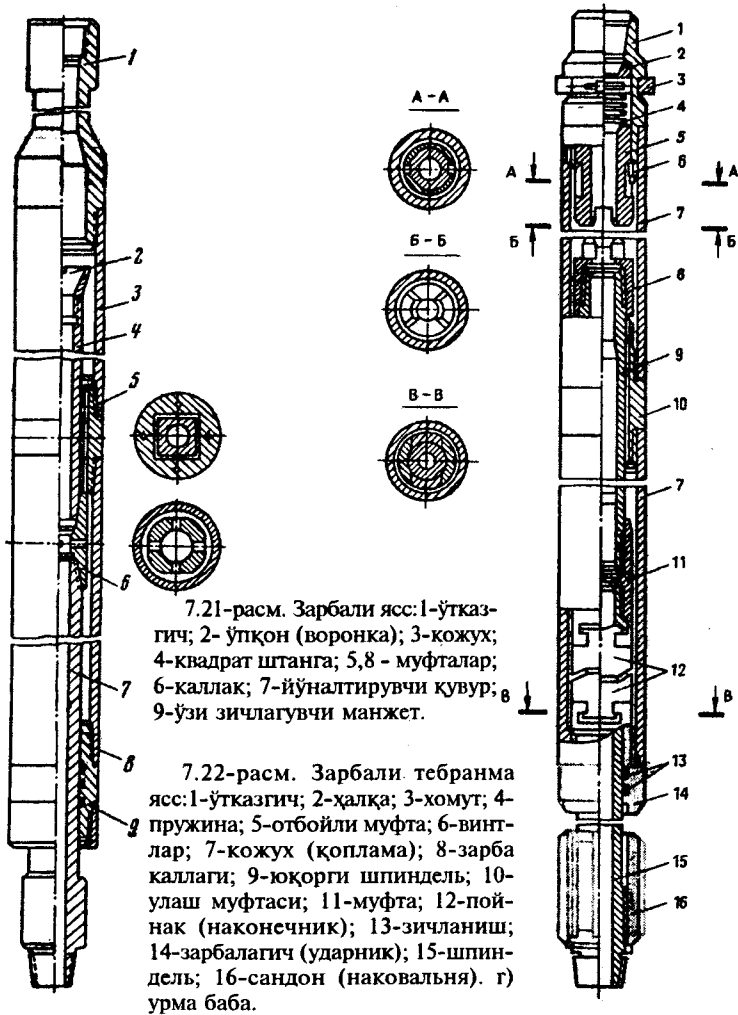 1
2
3
4
5
6
7
8
9
А – А
Б – Б
В – В
1
2
3
4
5
6
А
А
7
Б
Б
6
9
10
7
11
12
В
В
13
14
15
16
7.21-расм. Зарбали ясс:1-ўтказ-
гич; 2- ўпқон (воронка); 3-қожух;
4-квадрат штанга; 5,8 - муфталар;
6-каллак; 7-йўналтирувчи қувур;
9-ўзи зичлагувчи манжет.
7.22-расм. Зарбали тебранма
ясс:1-ўтказгич; 2-ҳалқа; 3-хомут; 4-
пружина; 5-отбойли муфта; 6-винт-
лар; 7-кожух (қоплама); 8-зарба
каллаги; 9-юқорги шпиндель; 10-
улаш муфтаси; 11-муфта; 12-пой-
нак (наконечник); 13-зичланиш;
14-зарбалагич (ударник); 15-шпин-
дель; 16-сандон (наковальня). г)
урма баба.